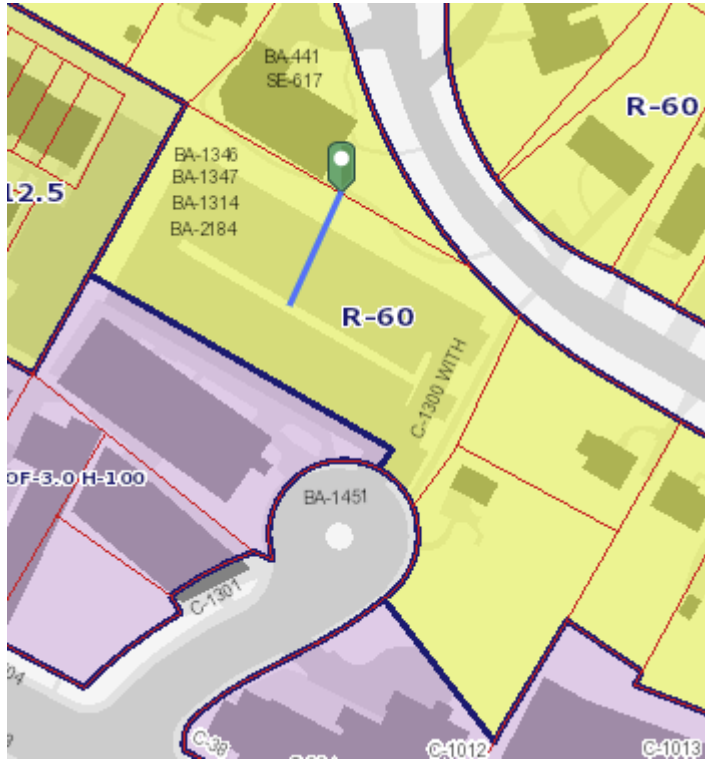 BA-441
SE-617
R-60
BA-1346
BA-1347
BA-1314
BA-2184
12.5
R-60
C-1300 WITH
OF-3.0 H-100
BA-1451
C-1301
C-38
C-1012
C-1013